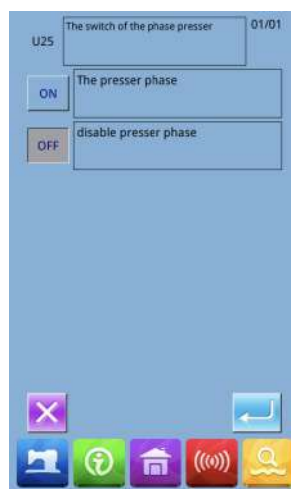 U25
The switch of the phase presser
01/01
ON
The presser phase
OFF
disable presser phase